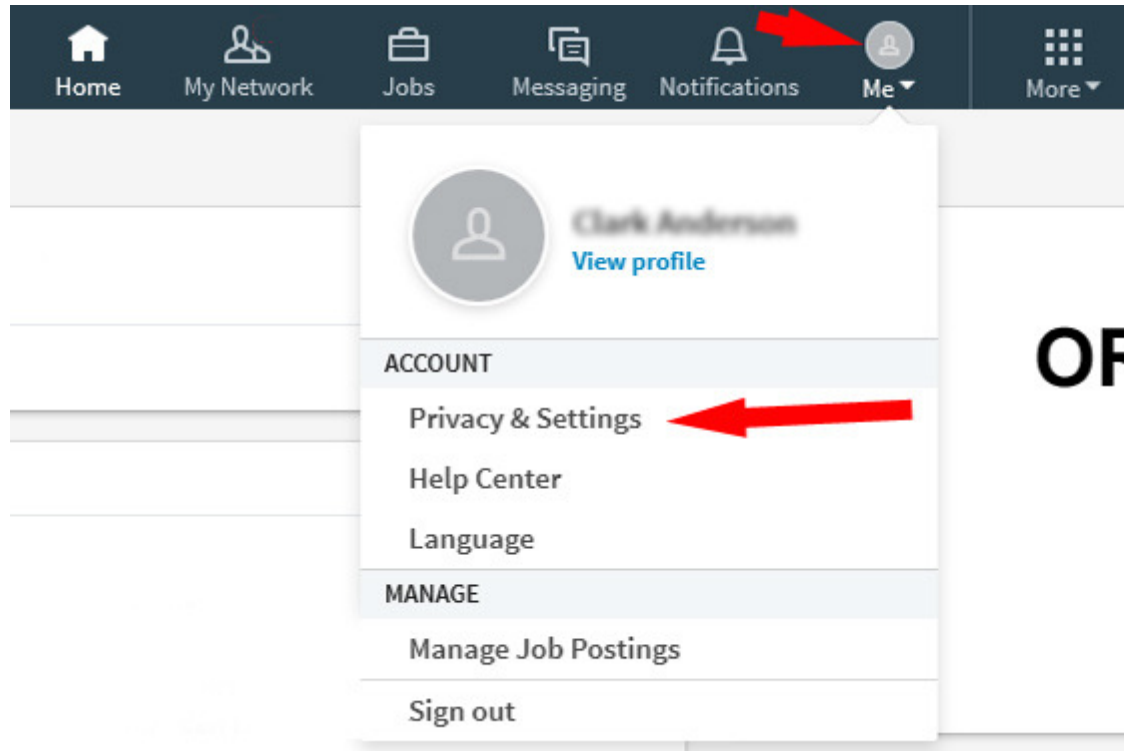 Home
My Network
Jobs
Messaging
Notifications
Me
More
View profile
ACCOUNT
Privacy & Settings
Help Center
Language
MANAGE
Manage Job Postings
Sign out